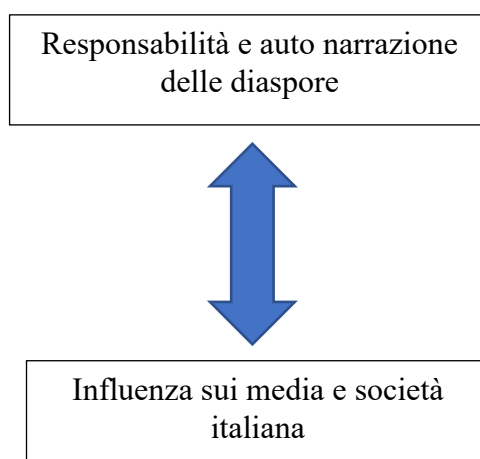 Responsabilità e auto narrazione
delle diaspore
Influenza sui media e società
italiana